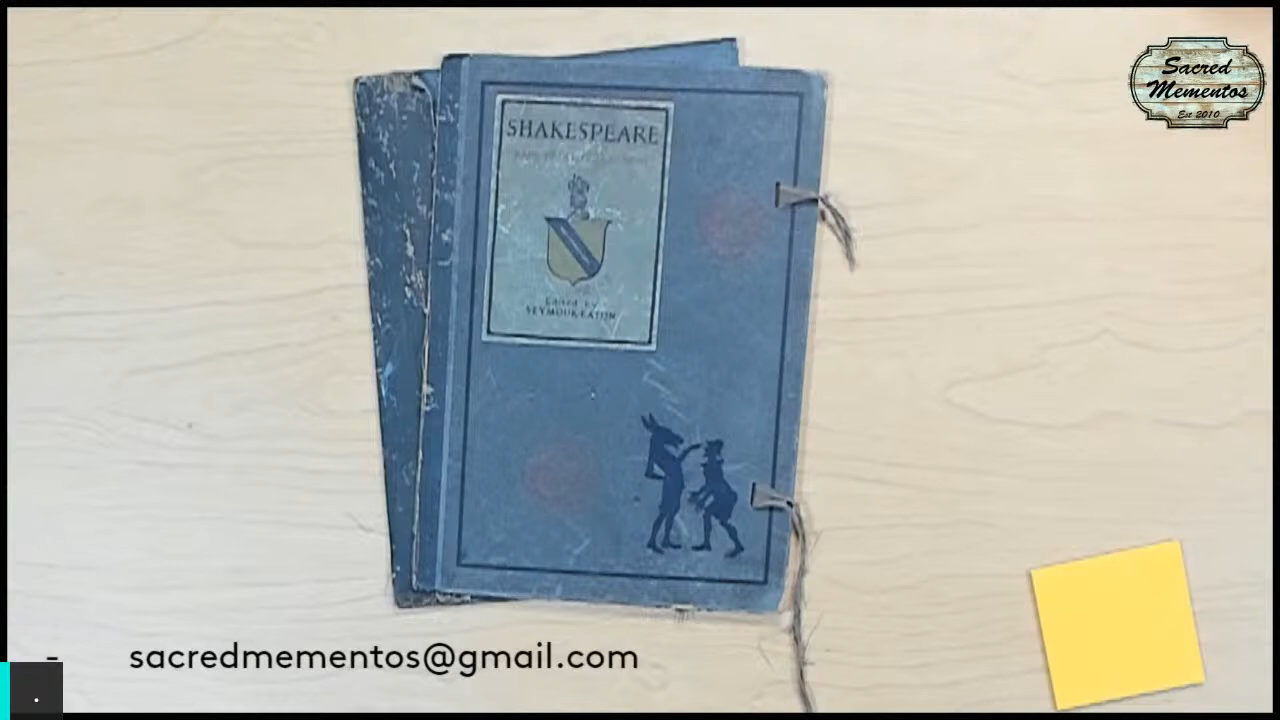 Sacred
Mementos
Est 2010
SHAKESPEARE
Edited by
SEYMOUR EATON
- sacredmementos@gmail.com
.